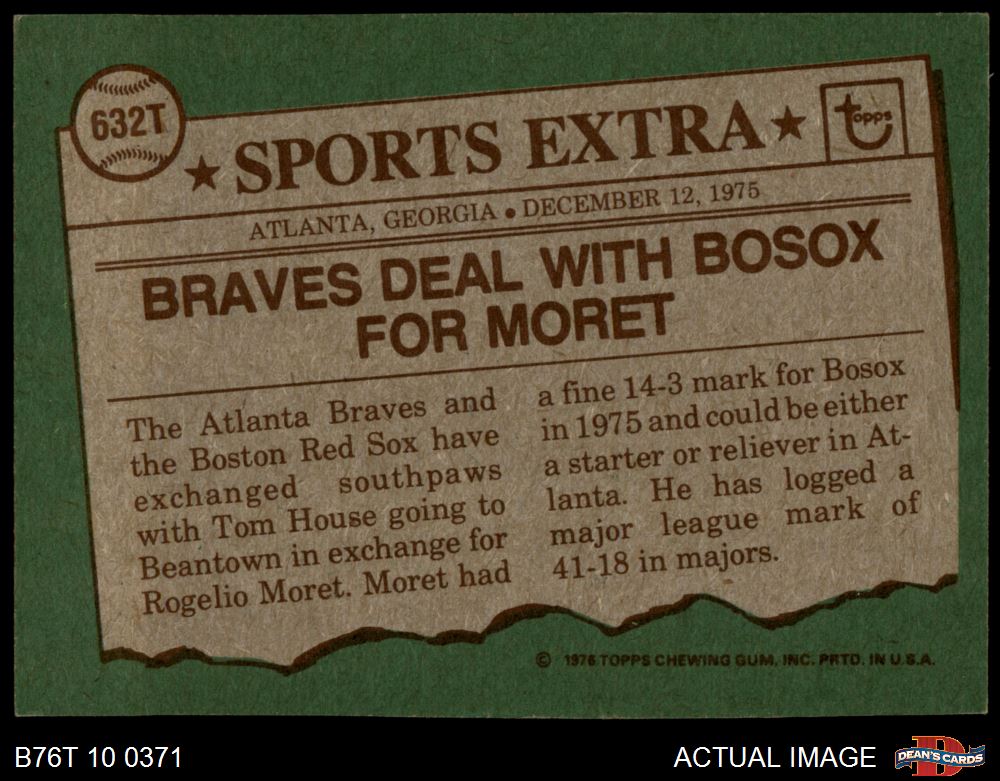 632T
★ SPORTS EXTRA ★
topps
ATLANTA, GEORGIA • DECEMBER 12, 1975
BRAVES DEAL WITH BOSOX
FOR MORET
The Atlanta Braves and
the Boston Red Sox have
exchanged southpaws
with Tom House going to
Beantown in exchange for
Rogelio Moret. Moret had
a fine 14-3 mark for Bosox
in 1975 and could be either
a starter or reliever in At-
lanta. He has logged a
major league mark of
41-18 in majors.
© 1976 TOPPS CHEWING GUM, INC. PRTD. IN U.S.A.
B76T 10 0371
ACTUAL IMAGE
D
DEAN'S CARDS